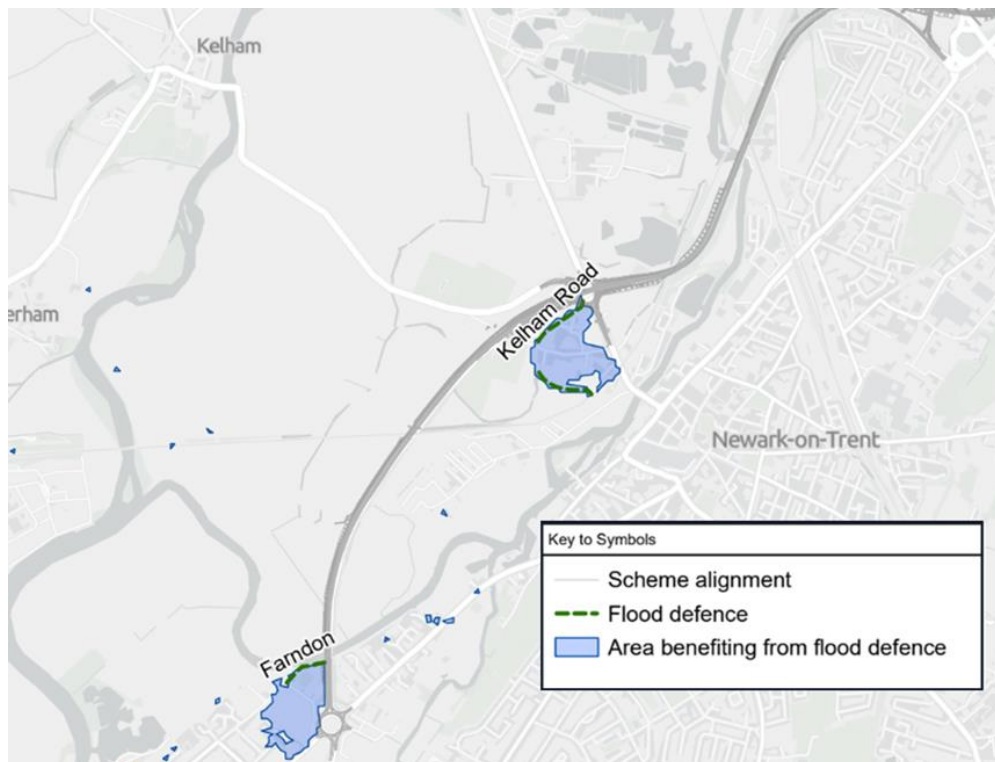 Kelham
erham
Kelham Road
Newark-on-Trent
Key to Symbols
Scheme alignment
Flood defence
Area benefiting from flood defence
Farndon